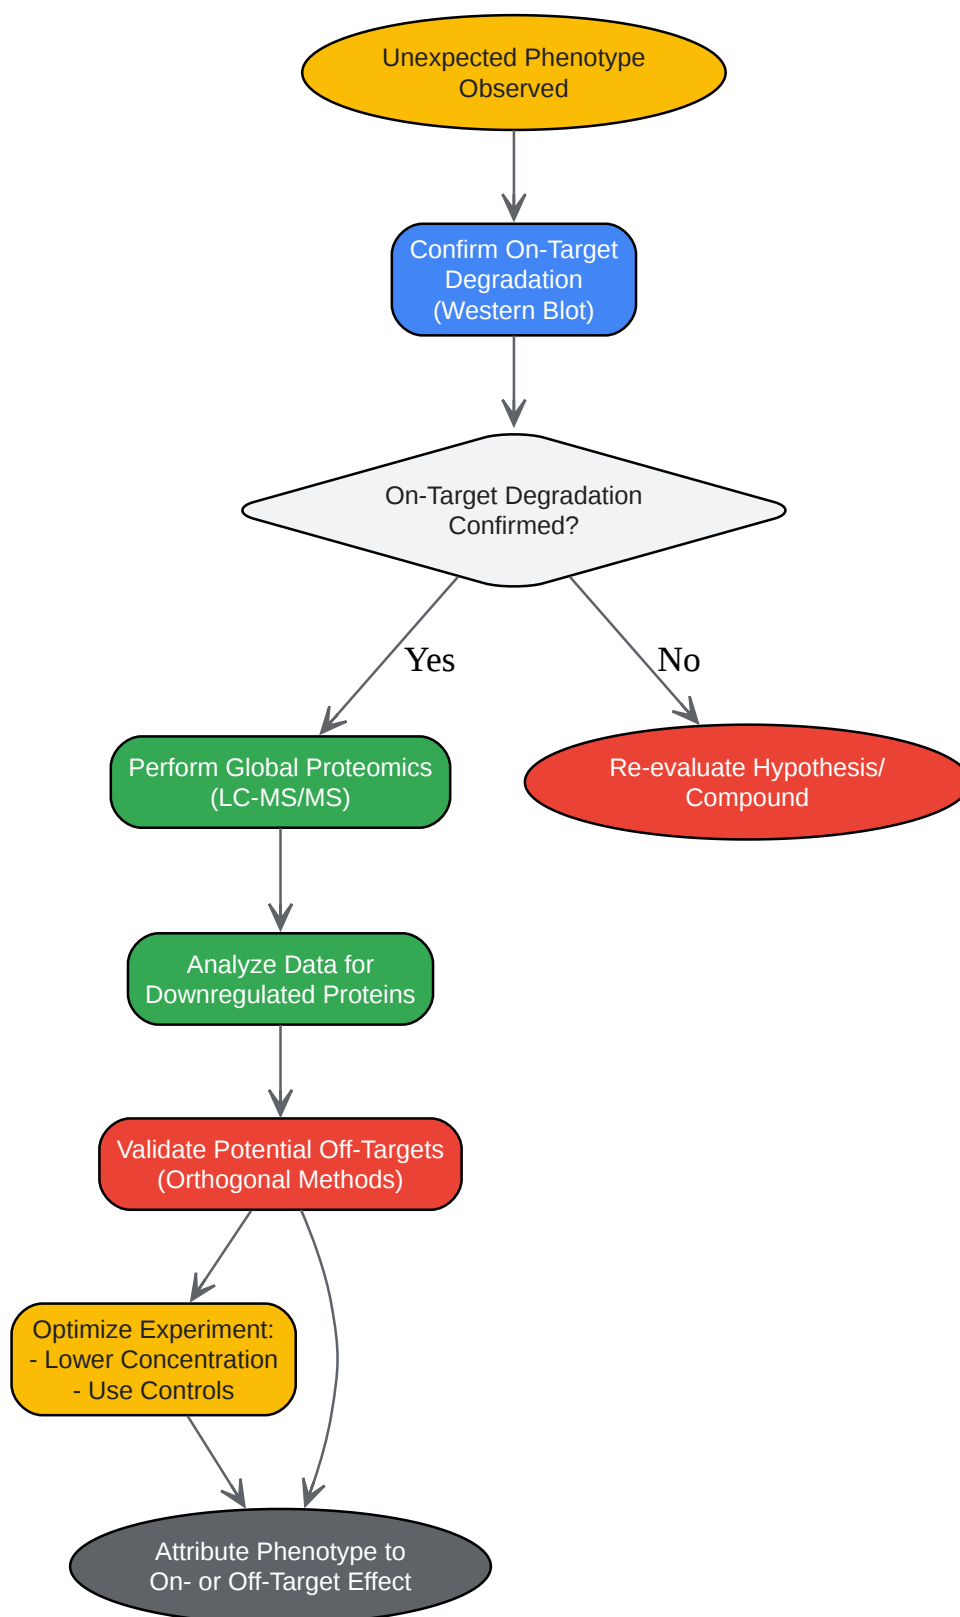 Unexpected Phenotype
Observed
Confirm On-Target
Degradation
(Western Blot)
On-Target Degradation
Confirmed?
Yes
No
Perform Global Proteomics
(LC-MS/MS)
Re-evaluate Hypothesis/
Compound
Analyze Data for
Downregulated Proteins
Validate Potential Off-Targets
(Orthogonal Methods)
Optimize Experiment:
- Lower Concentration
- Use Controls
Attribute Phenotype to
On- or Off-Target Effect